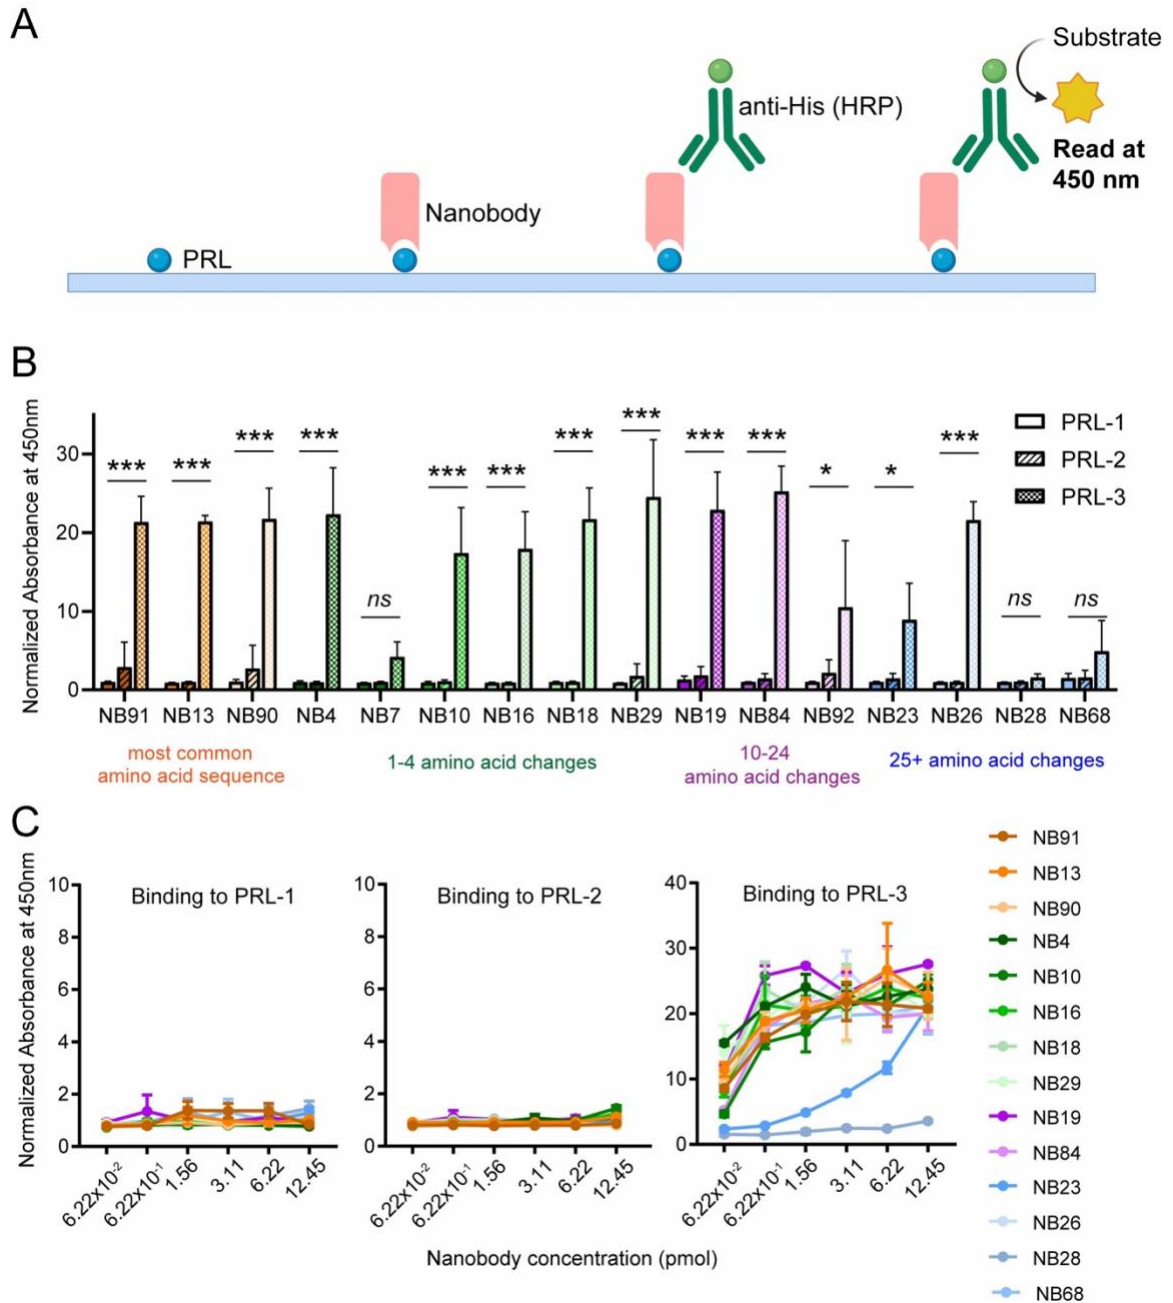 A
PRL
Nanobody
anti-His (HRP)
Substrate
Read at
450 nm
B
Normalized Absorbance at 450nm
30
20
10
0
***
***
***
***
ns
***
***
***
***
***
***
*
*
***
ns
ns
PRL-1
PRL-2
PRL-3
NB91 NB13 NB90 NB4 NB7 NB10 NB16 NB18 NB29 NB19 NB84 NB92 NB23 NB26 NB28 NB68
most common
amino acid sequence
1-4 amino acid changes
10-24
amino acid changes
25+ amino acid changes
C
Normalized Absorbance at 450nm
Binding to PRL-1
10
8
6
4
2
0
6.22x10⁻² 6.22x10⁻¹ 1.56 3.11 6.22 12.45
Binding to PRL-2
10
8
6
4
2
0
6.22x10⁻² 6.22x10⁻¹ 1.56 3.11 6.22 12.45
Binding to PRL-3
40
30
20
10
0
6.22x10⁻² 6.22x10⁻¹ 1.56 3.11 6.22 12.45
Nanobody concentration (pmol)
NB91
NB13
NB90
NB4
NB10
NB16
NB18
NB29
NB19
NB84
NB23
NB26
NB28
NB68